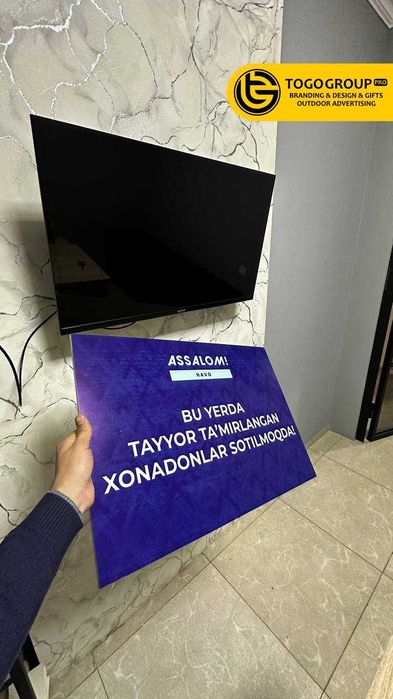 TOGO GROUP PRO
BRANDING & DESIGN & GIFTS
OUTDOOR ADVERTISING
ASSALOM!
HAVO
BU YERDA
TAYYOR TA'MIRLANGAN
XONADONLAR SOTILMOQDA!